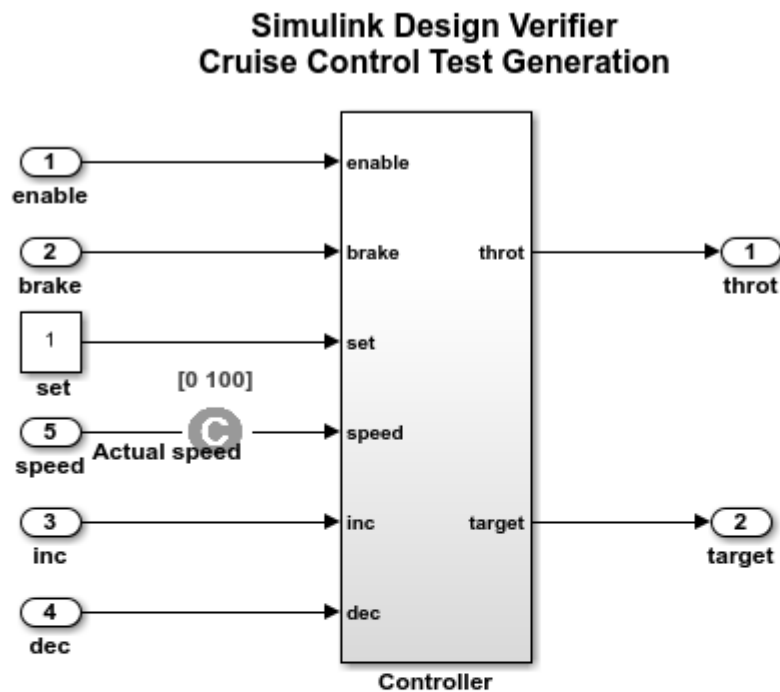 Simulink Design Verifier
Cruise Control Test Generation
1
enable
enable
2
brake
brake
throt
1
throt
1
set
set
[0 100]
5
speed
C
Actual speed
speed
3
inc
inc
target
2
target
4
dec
dec
Controller